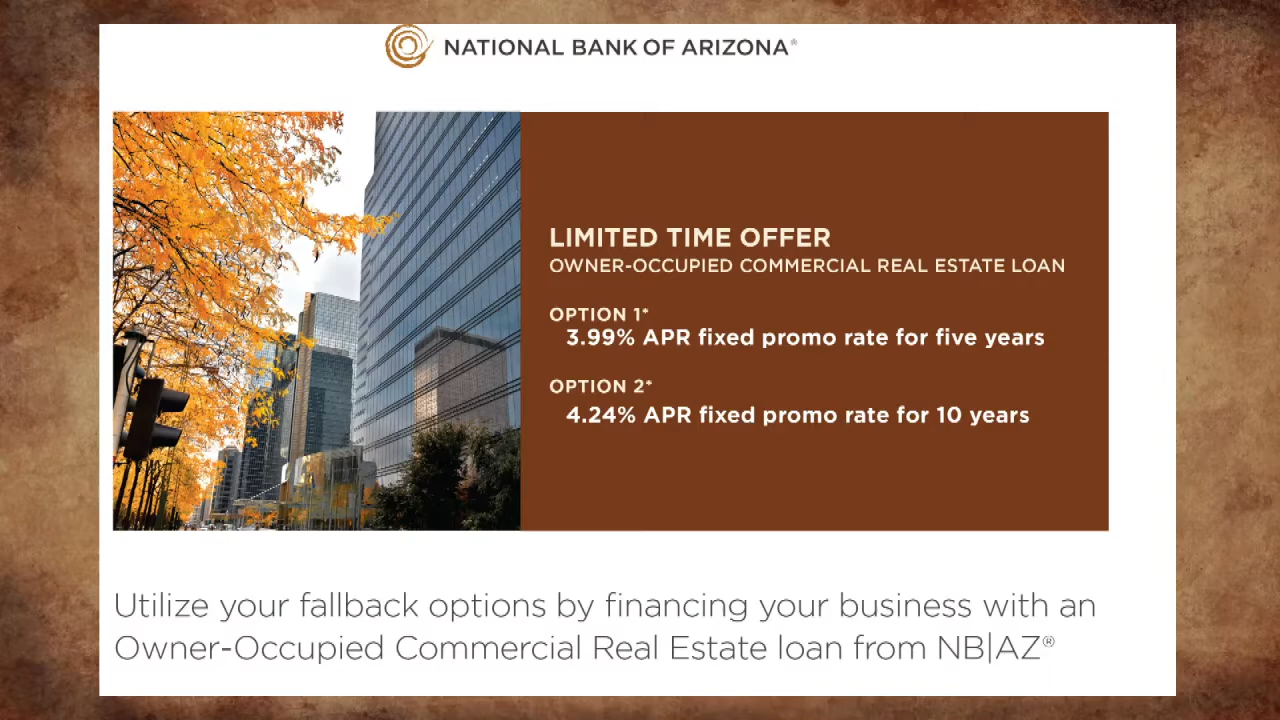 NATIONAL BANK OF ARIZONA®
LIMITED TIME OFFER
OWNER-OCCUPIED COMMERCIAL REAL ESTATE LOAN
OPTION 1*
3.99% APR fixed promo rate for five years
OPTION 2*
4.24% APR fixed promo rate for 10 years
Utilize your fallback options by financing your business with an
Owner-Occupied Commercial Real Estate loan from NB|AZ®